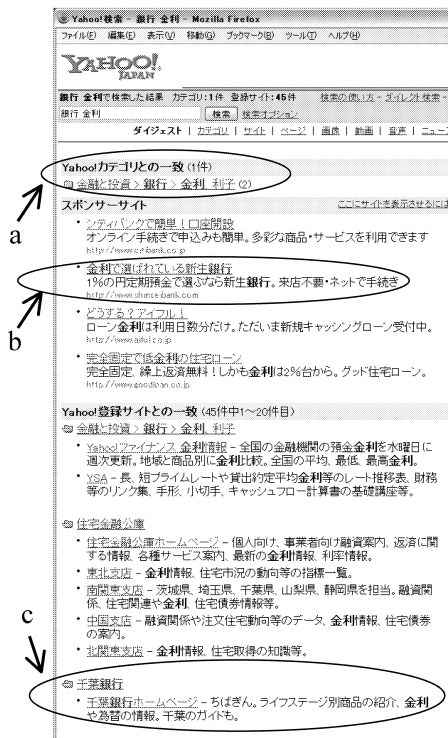 Yahoo!検索 - 銀行 金利 - Mozilla Firefox
ファイル(F) 編集(E) 表示(V) 移動(G) ブックマーク(B) ツール(T) ヘルプ(H)
YAHOO!
JAPAN
銀行 金利で検索した結果 カテゴリ:1件 登録サイト:45件 検索の使い方 - ダイレクト検索 -
銀行 金利 検索 検索オプション
ダイジェスト | カテゴリ | サイト | ページ | 画像 | 動画 | 音声 | ニュー
Yahoo!カテゴリとの一致 (1件)
金融と投資 > 銀行 > 金利、利子 (2)
a
スポンサーサイト ここにサイトを表示させるには
• シティバンクで簡単!口座開設
オンライン手続きで申込みも簡単。多彩な商品・サービスを利用できます
http://www.citibank.co.jp
• 金利で選ばれている新生銀行
1%の円定期預金で選ぶなら新生銀行。来店不要・ネットで手続き
http://www.shinseibank.com
b
• どうする?アイフル!
ローン金利は利用日数分だけ。ただいま新規キャッシングローン受付中。
http://www.aiful.co.jp
• 完全固定で低金利の住宅ローン
完全固定、繰上返済無料!しかも金利は2%台から。グッド住宅ローン。
http://www.goodloan.co.jp
Yahoo!登録サイトとの一致 (45件中1~20件目)
金融と投資 > 銀行 > 金利、利子
• Yahoo!ファイナンス 金利情報 - 全国の金融機関の預金金利を水曜日に
週次更新。地域と商品別に金利比較。全国の平均、最低、最高金利。
• YSA - 長、短プライムレートや貸出約定平均金利等のレート推移表、財務
等のリンク集、手形、小切手、キャッシュフロー計算書の基礎講座等。
住宅金融公庫
• 住宅金融公庫ホームページ - 個人向け、事業者向け融資案内、返済に関
する情報、各種サービス案内、最新の金利情報、利率情報。
• 東北支店 - 金利情報、住宅市況の動向等の指標一覧。
• 南関東支店 - 茨城県、埼玉県、千葉県、山梨県、静岡県を担当。融資関
係、住宅関連や金利、住宅債券情報等。
• 中国支店 - 融資関係や注文住宅動向等のデータ、金利情報、住宅債券
の案内。
• 北関東支店 - 金利情報、住宅取得の知識等。
c
千葉銀行
• 千葉銀行ホームページ - ちばぎん。ライフステージ別商品の紹介、金利
や為替の情報。千葉のガイドも。